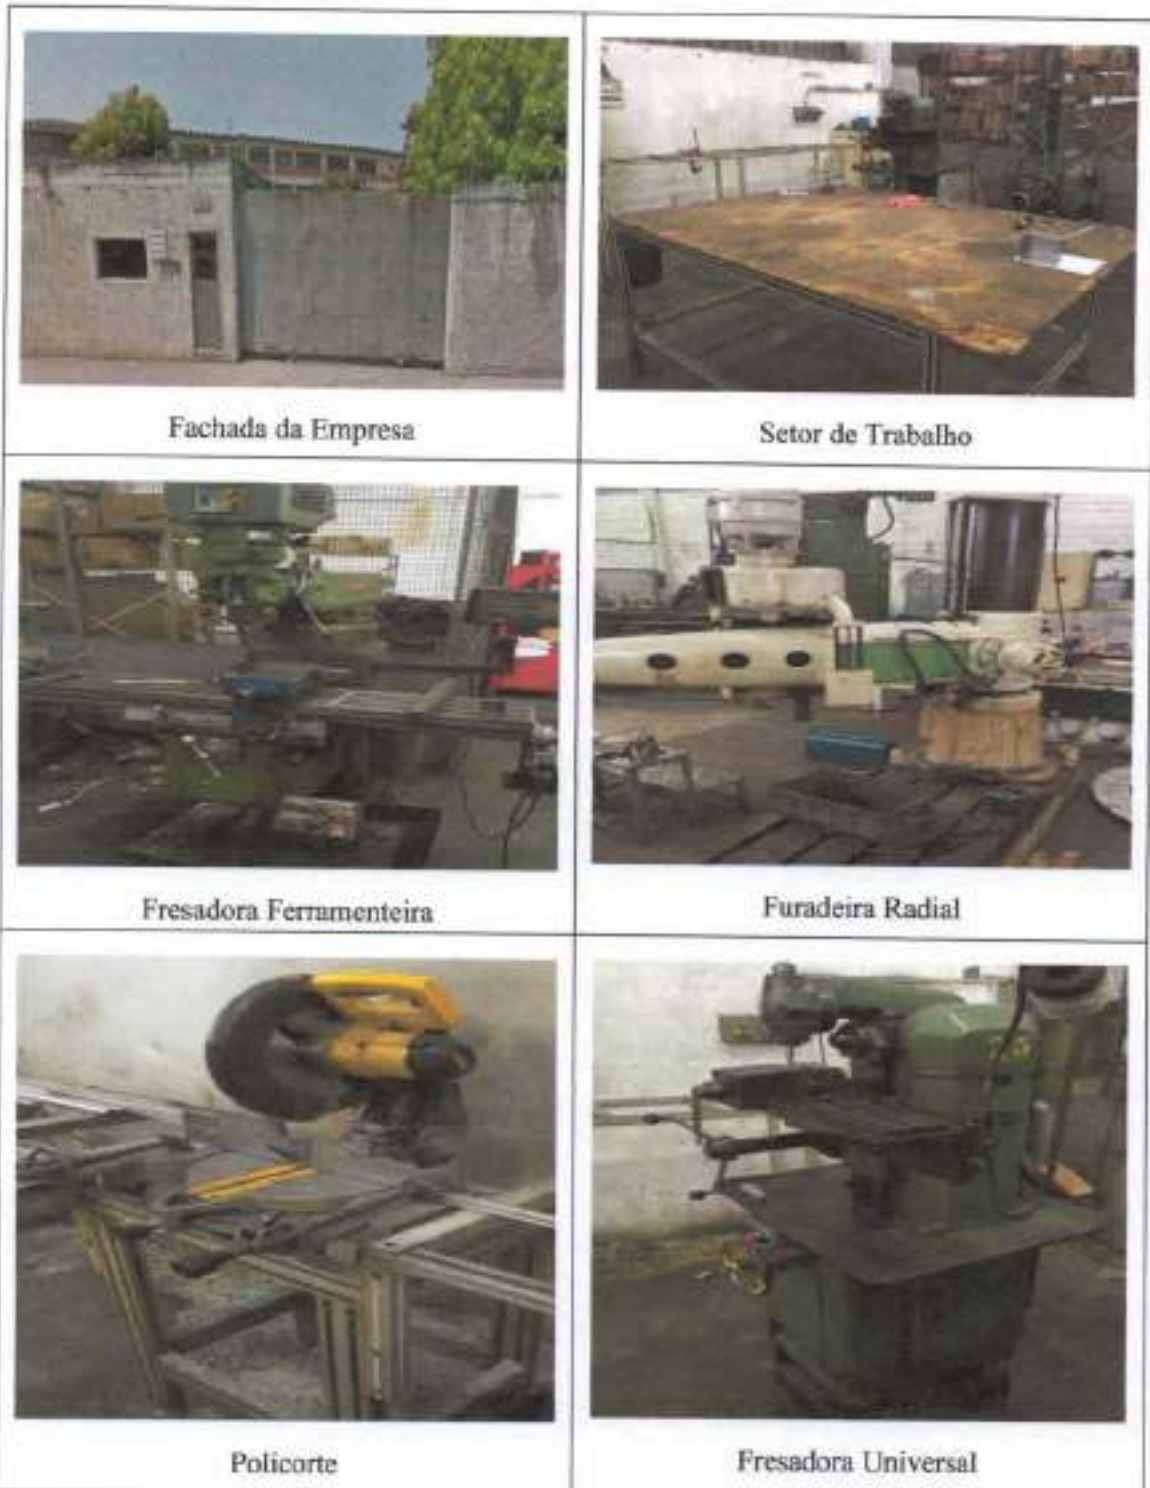 Fachada da Empresa
Setor de Trabalho
Fresadora Ferramenteira
Furadeira Radial
Policorte
Fresadora Universal